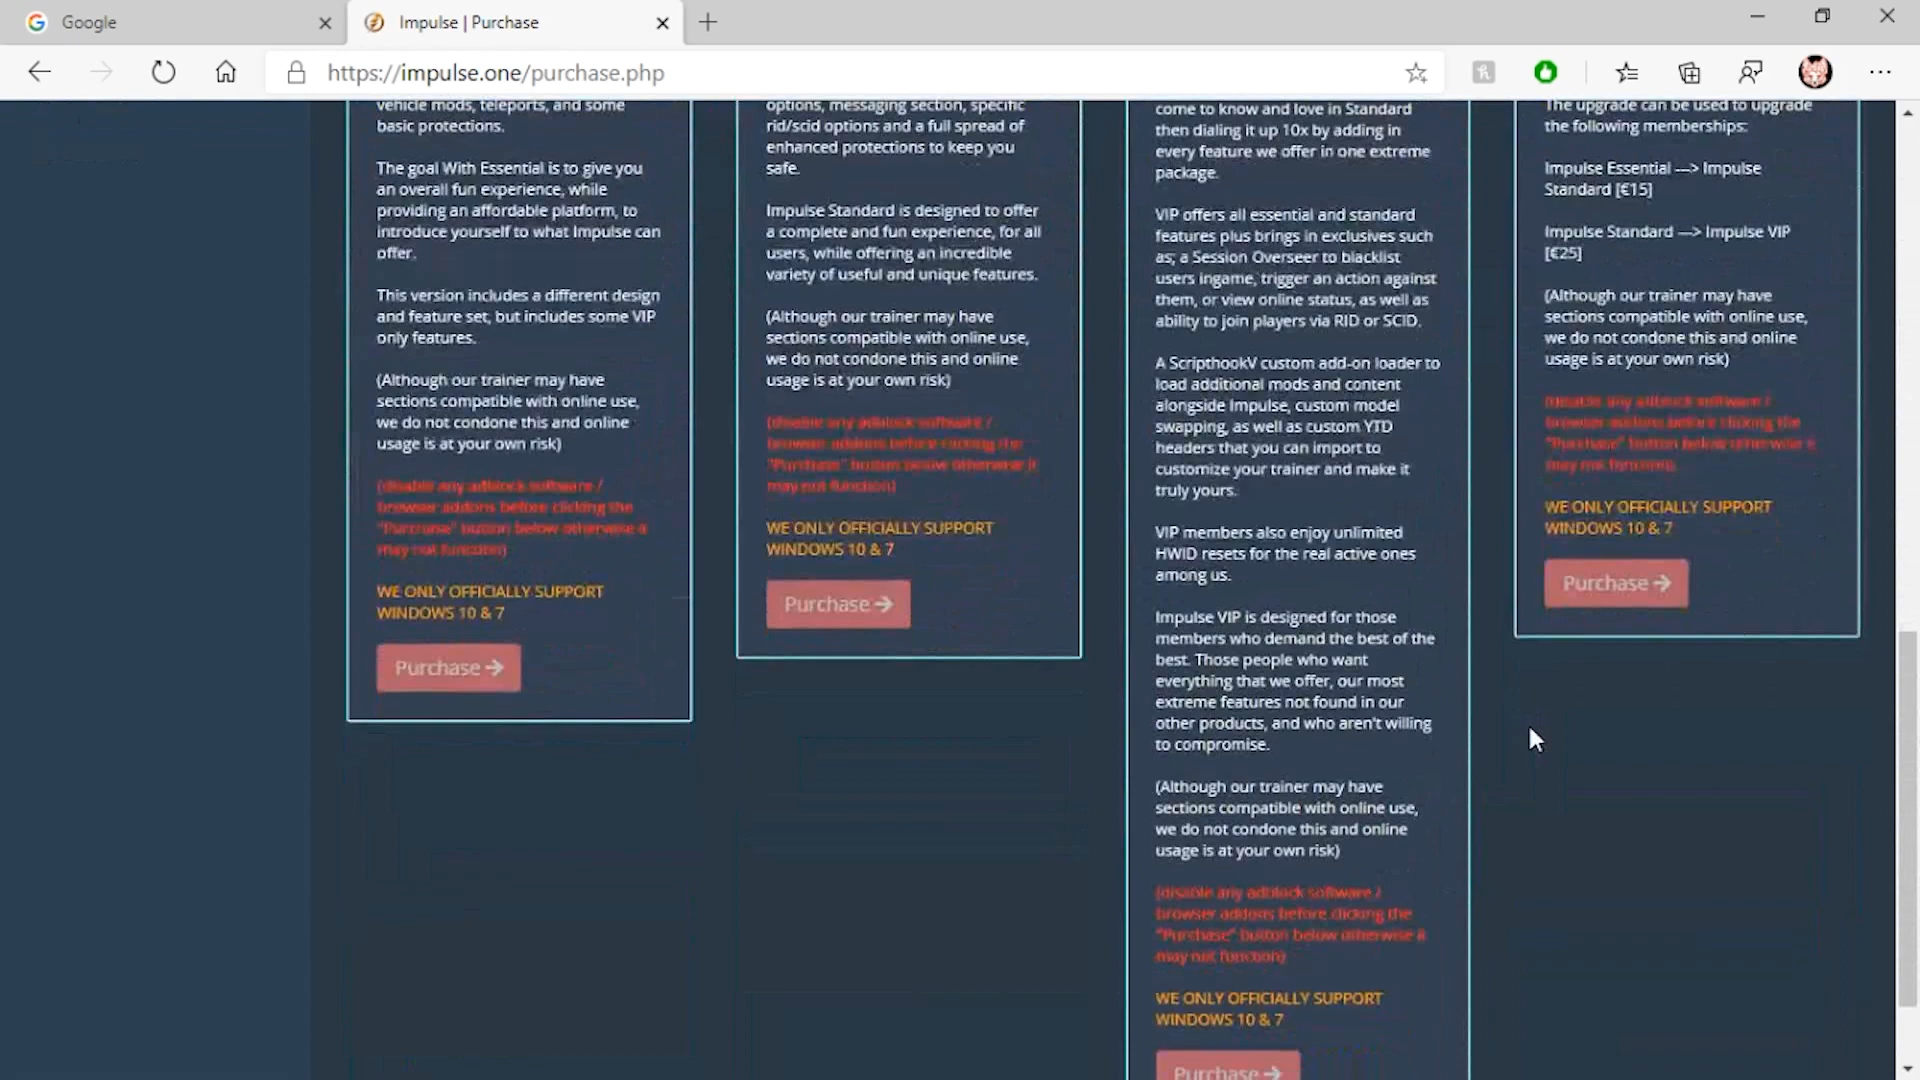 Google
Impulse | Purchase
https://impulse.one/purchase.php
vehicle mods, teleports, and some
basic protections.
The goal With Essential is to give you
an overall fun experience, while
providing an affordable platform, to
introduce yourself to what Impulse can
offer.
This version includes a different design
and feature set, but includes some VIP
only features.
(Although our trainer may have
sections compatible with online use,
we do not condone this and online
usage is at your own risk)
(disable any adblock software /
browser addons before clicking the
"Purchase" button below otherwise it
may not function)
WE ONLY OFFICIALLY SUPPORT
WINDOWS 10 & 7
Purchase →
options, messaging section, specific
rid/scid options and a full spread of
enhanced protections to keep you
safe.
Impulse Standard is designed to offer
a complete and fun experience, for all
users, while offering an incredible
variety of useful and unique features.
(Although our trainer may have
sections compatible with online use,
we do not condone this and online
usage is at your own risk)
(disable any adblock software /
browser addons before clicking the
"Purchase" button below otherwise it
may not function)
WE ONLY OFFICIALLY SUPPORT
WINDOWS 10 & 7
Purchase →
come to know and love in Standard
then dialing it up 10x by adding in
every feature we offer in one extreme
package.
VIP offers all essential and standard
features plus brings in exclusives such
as; a Session Overseer to blacklist
users ingame, trigger an action against
them, or view online status, as well as
ability to join players via RID or SCID.
A ScripthookV custom add-on loader to
load additional mods and content
alongside Impulse, custom model
swapping, as well as custom YTD
headers that you can import to
customize your trainer and make it
truly yours.
VIP members also enjoy unlimited
HWID resets for the real active ones
among us.
Impulse VIP is designed for those
members who demand the best of the
best. Those people who want
everything that we offer, our most
extreme features not found in our
other products, and who aren't willing
to compromise.
(Although our trainer may have
sections compatible with online use,
we do not condone this and online
usage is at your own risk)
(disable any adblock software /
browser addons before clicking the
"Purchase" button below otherwise it
may not function)
WE ONLY OFFICIALLY SUPPORT
WINDOWS 10 & 7
Purchase →
The upgrade can be used to upgrade
the following memberships:
Impulse Essential —> Impulse
Standard [€15]
Impulse Standard —> Impulse VIP
[€25]
(Although our trainer may have
sections compatible with online use,
we do not condone this and online
usage is at your own risk)
(disable any adblock software /
browser addons before clicking the
"Purchase" button below otherwise it
may not function)
WE ONLY OFFICIALLY SUPPORT
WINDOWS 10 & 7
Purchase →